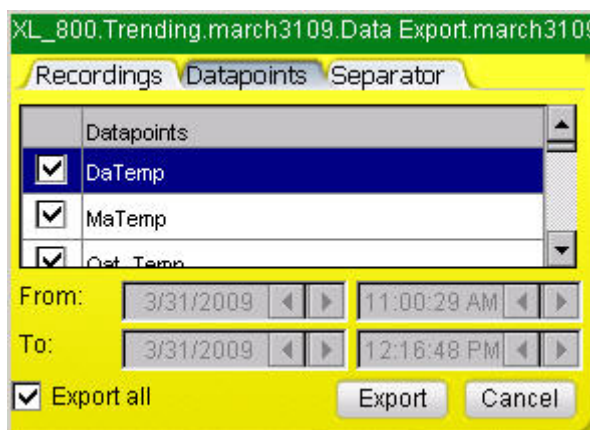 XL_800.Trending.march3109.Data Export.march3109
Recordings Datapoints Separator
Datapoints
DaTemp
MaTemp
Oat_Temp
From: 3/31/2009 11:00:29 AM
To: 3/31/2009 12:16:48 PM
Export all Export Cancel